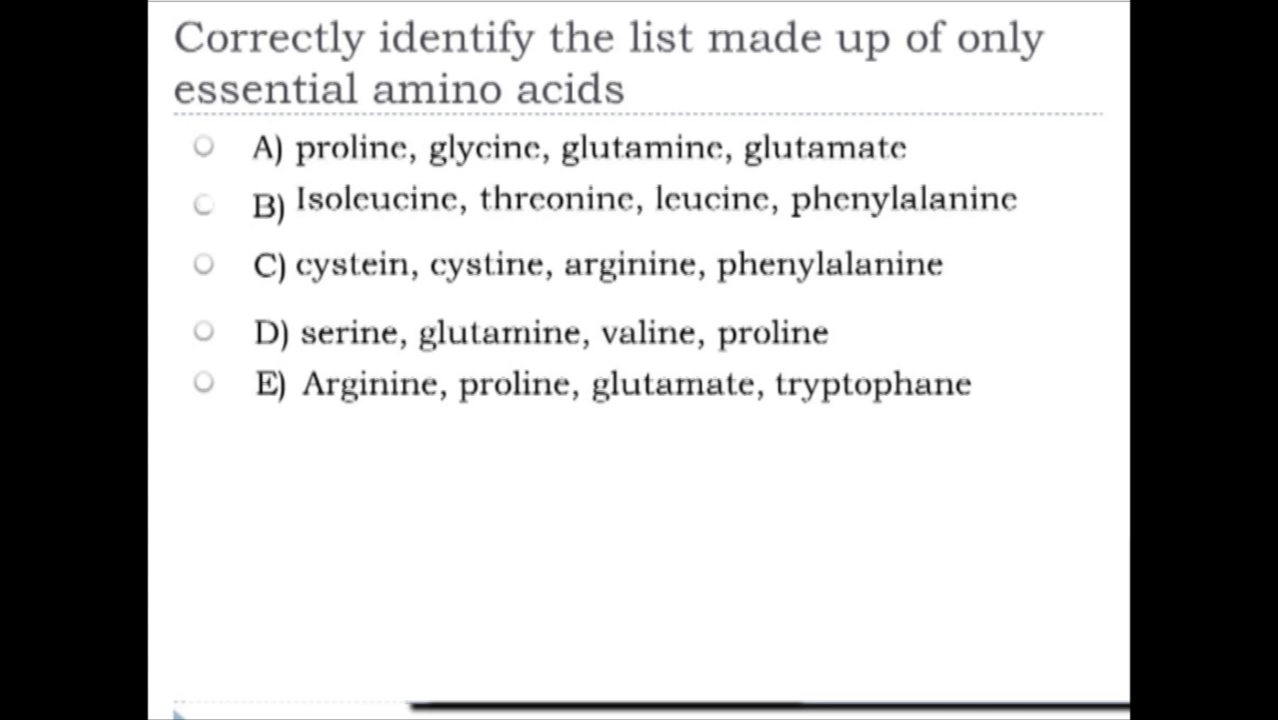 Correctly identify the list made up of only
essential amino acids
A) proline, glycine, glutamine, glutamate
B) Isoleucine, threonine, leucine, phenylalanine
C) cystein, cystine, arginine, phenylalanine
D) serine, glutamine, valine, proline
E) Arginine, proline, glutamate, tryptophane